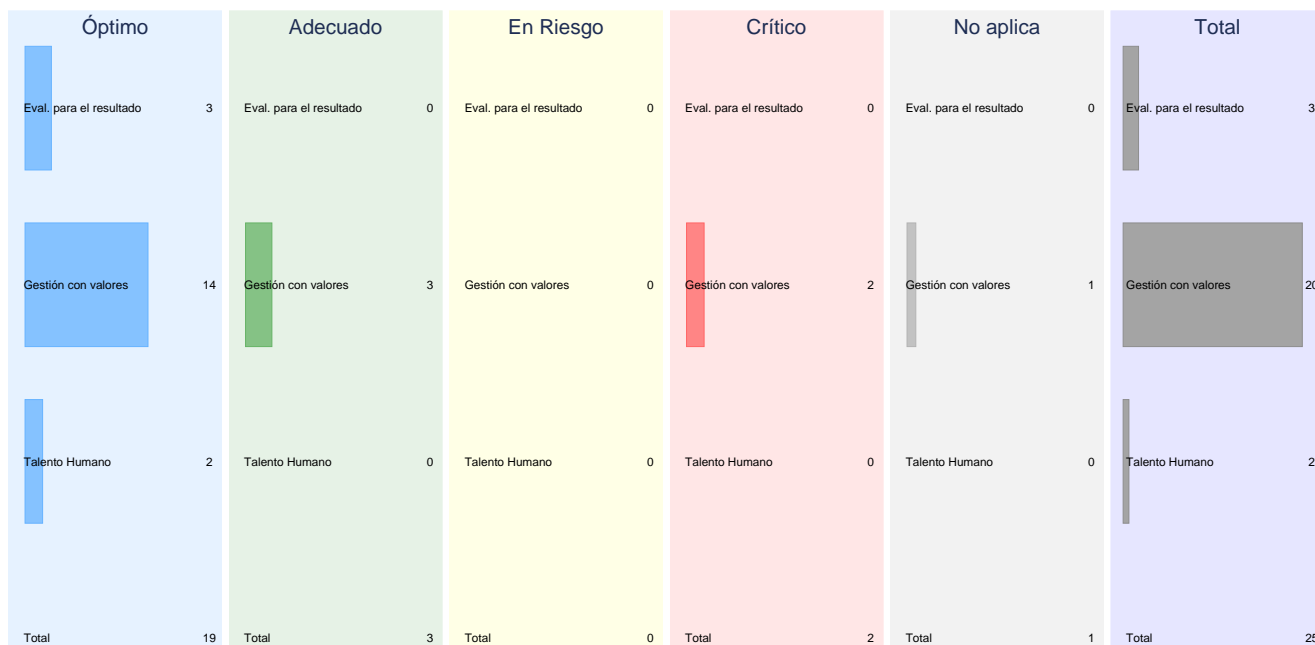 Óptimo Adecuado En Riesgo Crítico No aplica Total
Eval. para el resultado 3 Eval. para el resultado 0 Eval. para el resultado 0 Eval. para el resultado 0 Eval. para el resultado 0 Eval. para el resultado 3
Gestión con valores 14 Gestión con valores 3 Gestión con valores 0 Gestión con valores 2 Gestión con valores 1 Gestión con valores 20
Talento Humano 2 Talento Humano 0 Talento Humano 0 Talento Humano 0 Talento Humano 0 Talento Humano 2
Total 19 Total 3 Total 0 Total 2 Total 1 Total 25